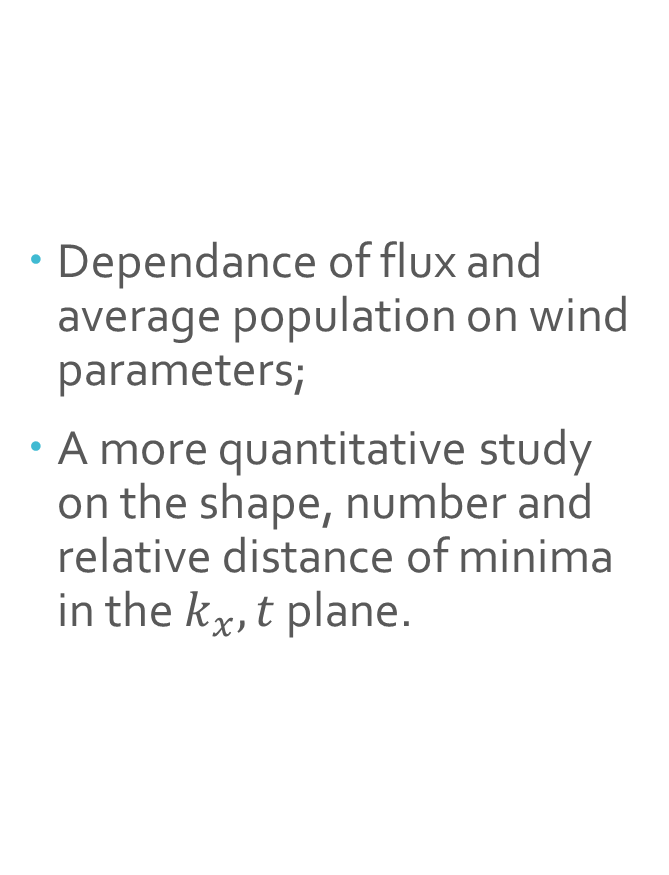 • Dependance of flux and
average population on wind
parameters;
• A more quantitative study
on the shape, number and
relative distance of minima
in the kₓ, t plane.